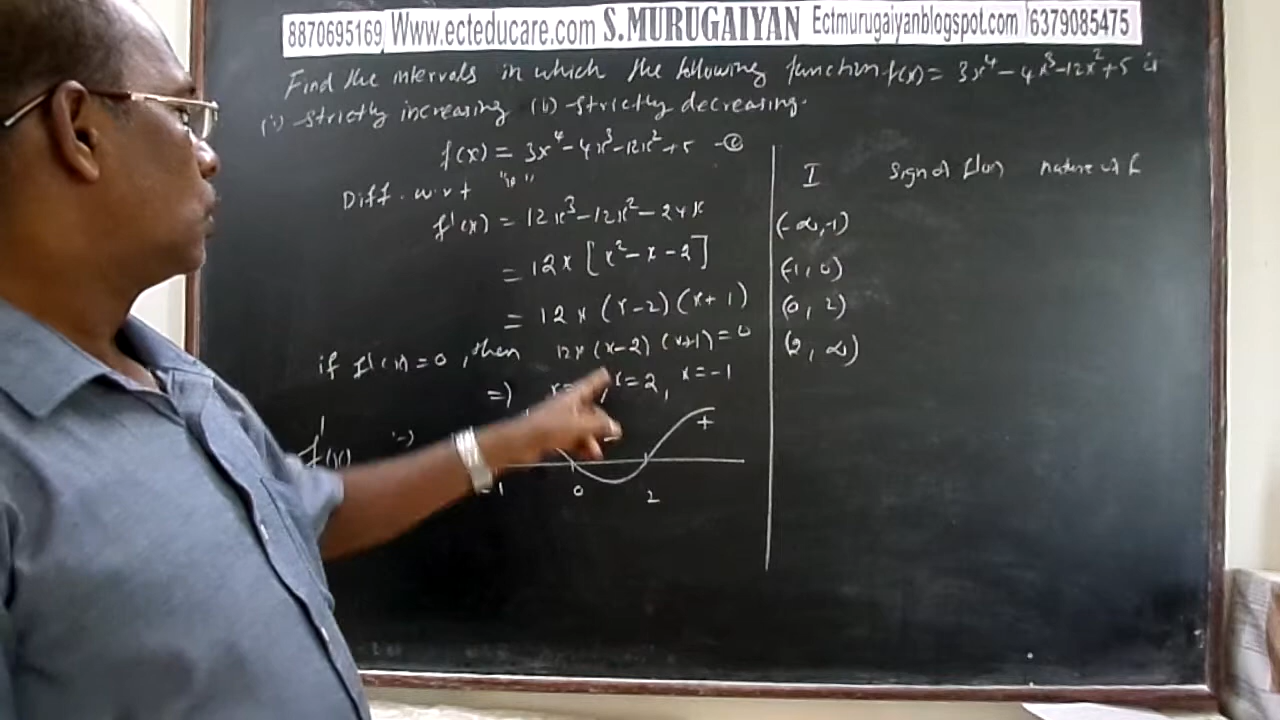 8870695169 Www.ecteducare.com S.MURUGAIYAN Ectmurugaiyanblogspot.com /6379085475
Find the intervals in which the following function f(x) = 3x⁴ - 4x³ - 12x² + 5 is
(i) strictly increasing (ii) strictly decreasing.
f(x) = 3x⁴ - 4x³ - 12x² + 5
Diff. w.r.t "x"
f'(x) = 12x³ - 12x² - 24x
= 12x [x² - x - 2]
= 12x (x-2) (x+1)
if f'(x) = 0, then 12x (x-2) (x+1) = 0
=> x= , x=2, x=-1
f'(x) (-) - +
-1 0 2
I Sign of f'(x) nature of f
(-∞,-1)
(-1, 0)
(0, 2)
(2, ∞)